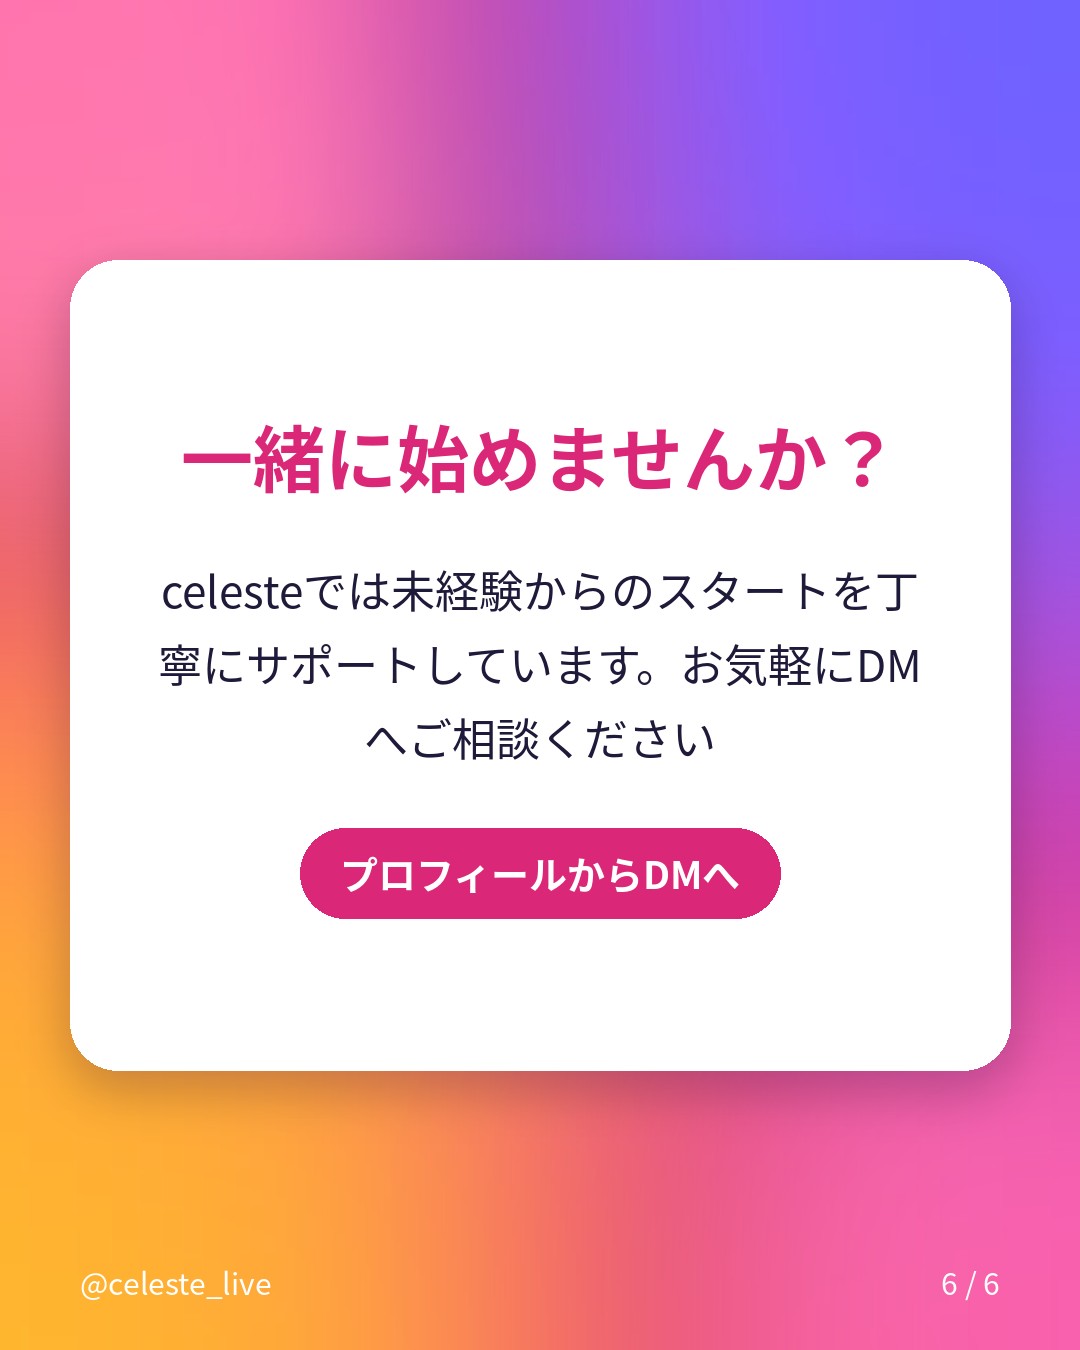 一緒に始めませんか？
celesteでは未経験からのスタートを丁
寧にサポートしています。お気軽にDM
へご相談ください
プロフィールからDMへ
@celeste_live
6 / 6